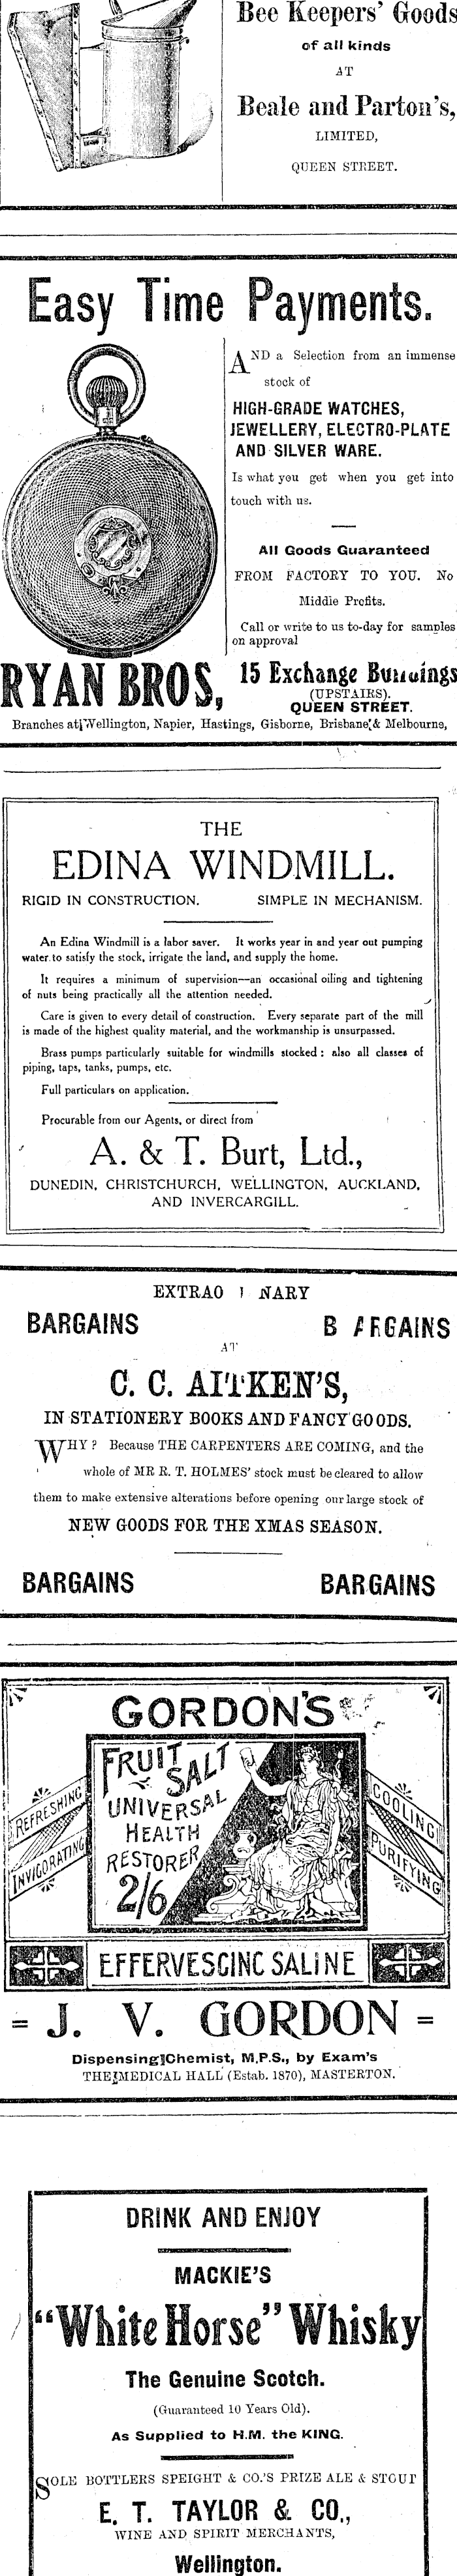 Bee Keepers' Goods
of all kinds
AT
Beale and Parton's,
LIMITED,
QUEEN STREET.
Easy Time Payments.
AND a Selection from an immense
stock of
HIGH-GRADE WATCHES,
JEWELLERY, ELECTRO-PLATE
AND SILVER WARE.
Is what you get when you get into
touch with us.
All Goods Guaranteed
FROM FACTORY TO YOU. No
Middle Profits.
Call or write to us to-day for samples
on approval
RYAN BROS, 15 Exchange Buildings
(UPSTAIRS).
QUEEN STREET.
Branches at Wellington, Napier, Hastings, Gisborne, Brisbane & Melbourne,
THE
EDINA WINDMILL.
RIGID IN CONSTRUCTION. SIMPLE IN MECHANISM.
An Edina Windmill is a labor saver. It works year in and year out pumping
water to satisfy the stock, irrigate the land, and supply the home.
It requires a minimum of supervision—an occasional oiling and tightening
of nuts being practically all the attention needed.
Care is given to every detail of construction. Every separate part of the mill
is made of the highest quality material, and the workmanship is unsurpassed.
Brass pumps particularly suitable for windmills stocked: also all classes of
piping, taps, tanks, pumps, etc.
Full particulars on application.
Procurable from our Agents, or direct from
A. & T. Burt, Ltd.,
DUNEDIN, CHRISTCHURCH, WELLINGTON, AUCKLAND,
AND INVERCARGILL.
EXTRAO I NARY
BARGAINS BARGAINS
AT
C. C. AITKEN'S,
IN STATIONERY BOOKS AND FANCY GOODS.
WHY? Because THE CARPENTERS ARE COMING, and the
whole of MR R. T. HOLMES' stock must be cleared to allow
them to make extensive alterations before opening our large stock of
NEW GOODS FOR THE XMAS SEASON.
BARGAINS BARGAINS
GORDON'S
FRUIT SALT
UNIVERSAL
HEALTH
RESTORER
2/6
REFRESHING
INVIGORATING
COOLING
PURIFYING
EFFERVESCING SALINE
= J. V. GORDON =
Dispensing Chemist, M.P.S., by Exam's
THE MEDICAL HALL (Estab. 1870), MASTERTON.
DRINK AND ENJOY
MACKIE'S
"White Horse" Whisky
The Genuine Scotch.
(Guaranteed 10 Years Old).
As Supplied to H.M. the KING.
SOLE BOTTLERS SPEIGHT & CO.'S PRIZE ALE & STOUT
E. T. TAYLOR & CO.,
WINE AND SPIRIT MERCHANTS,
Wellington.